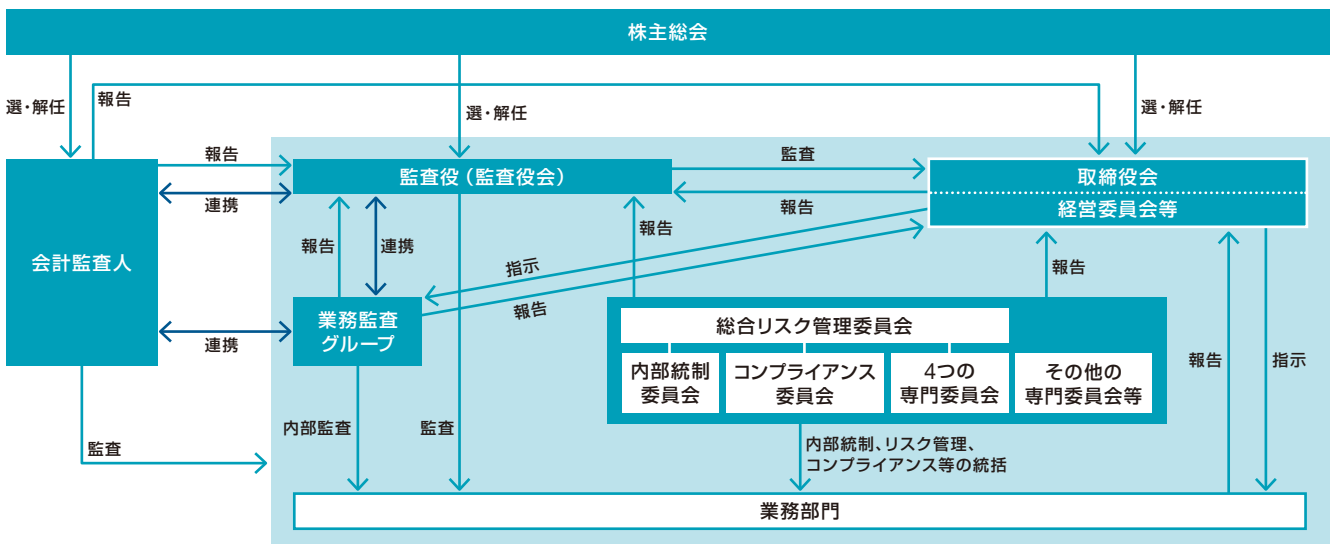 株主総会
選・解任
報告
選・解任
選・解任
報告
連携
監査役（監査役会）
監査
報告
取締役会
経営委員会等
会計監査人
報告
連携
報告
指示
報告
報告
連携
業務監査
グループ
総合リスク管理委員会
内部統制
委員会
コンプライアンス
委員会
4つの
専門委員会
その他の
専門委員会等
報告
指示
監査
内部監査
監査
内部統制、リスク管理、
コンプライアンス等の統括
業務部門